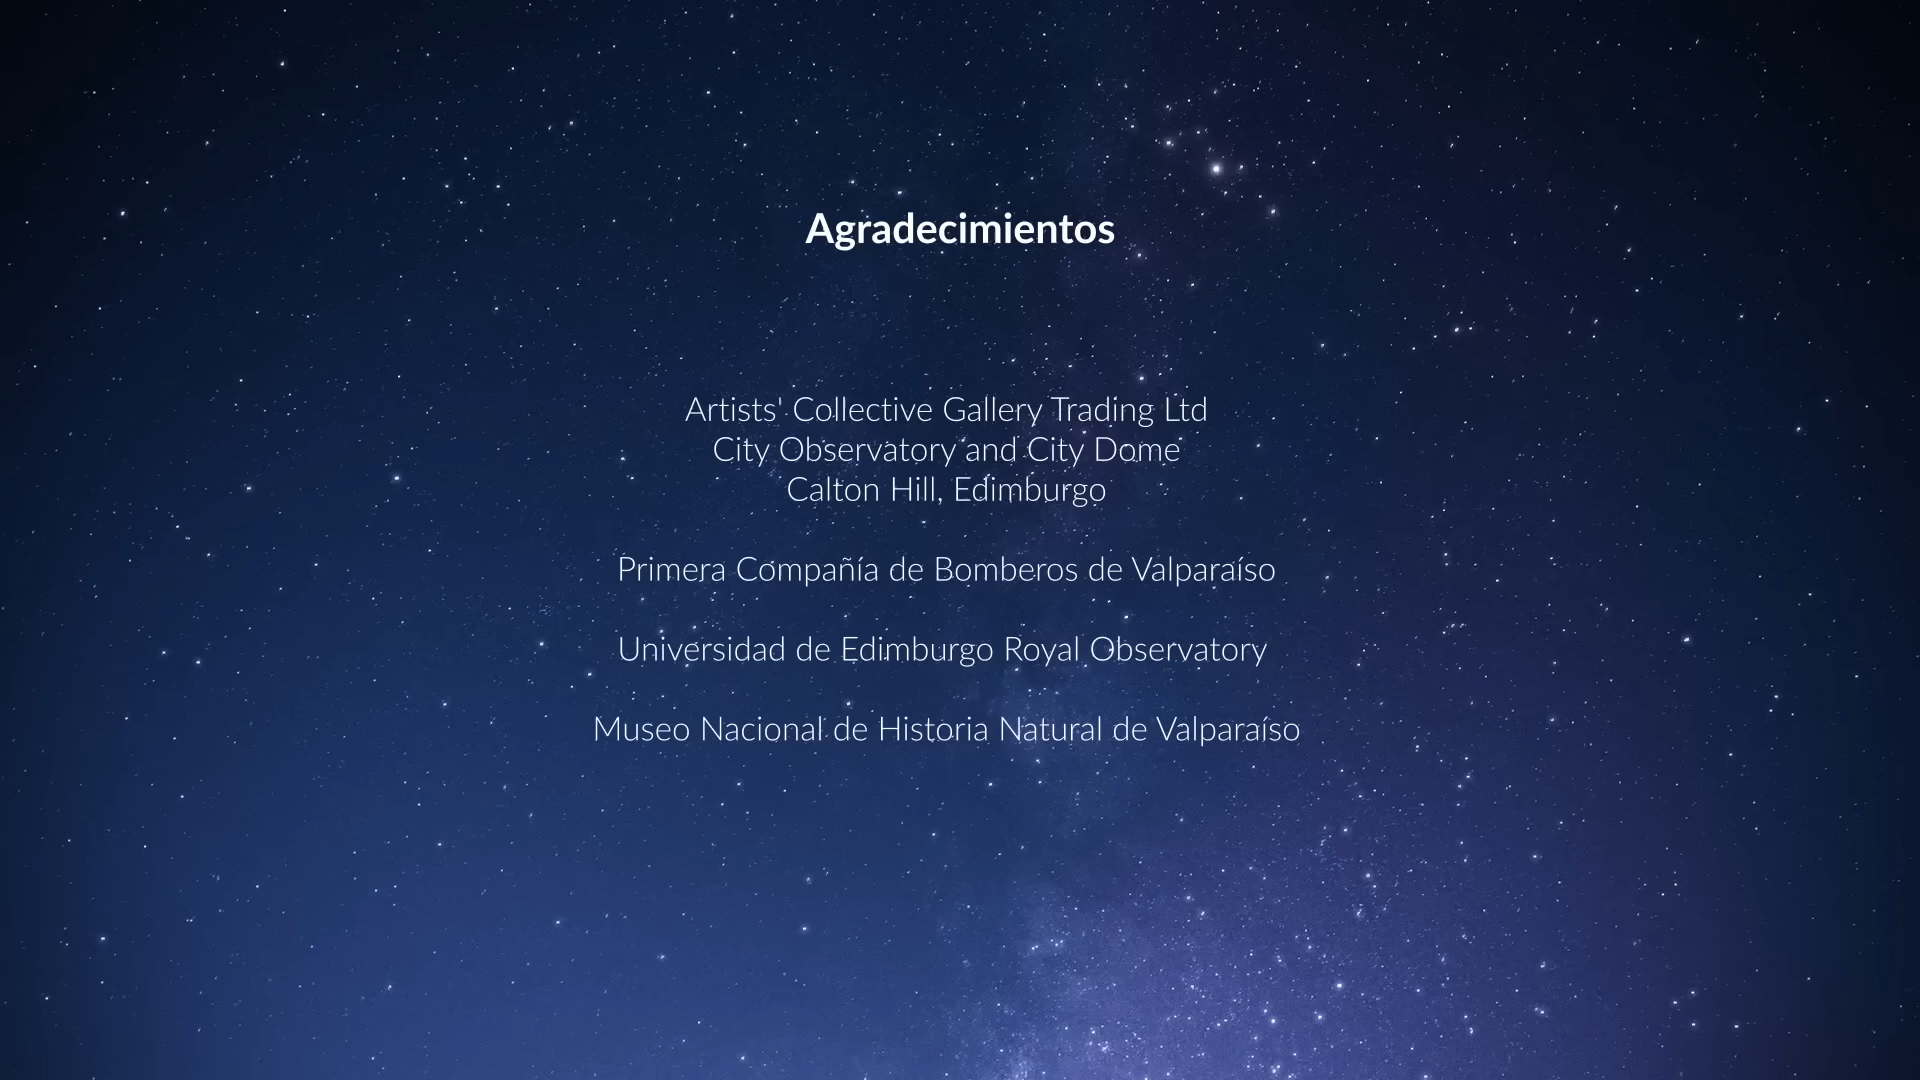 Agradecimientos
Artists' Collective Gallery Trading Ltd
City Observatory and City Dome
Calton Hill, Edimburgo
Primera Compañía de Bomberos de Valparaíso
Universidad de Edimburgo Royal Observatory
Museo Nacional de Historia Natural de Valparaíso